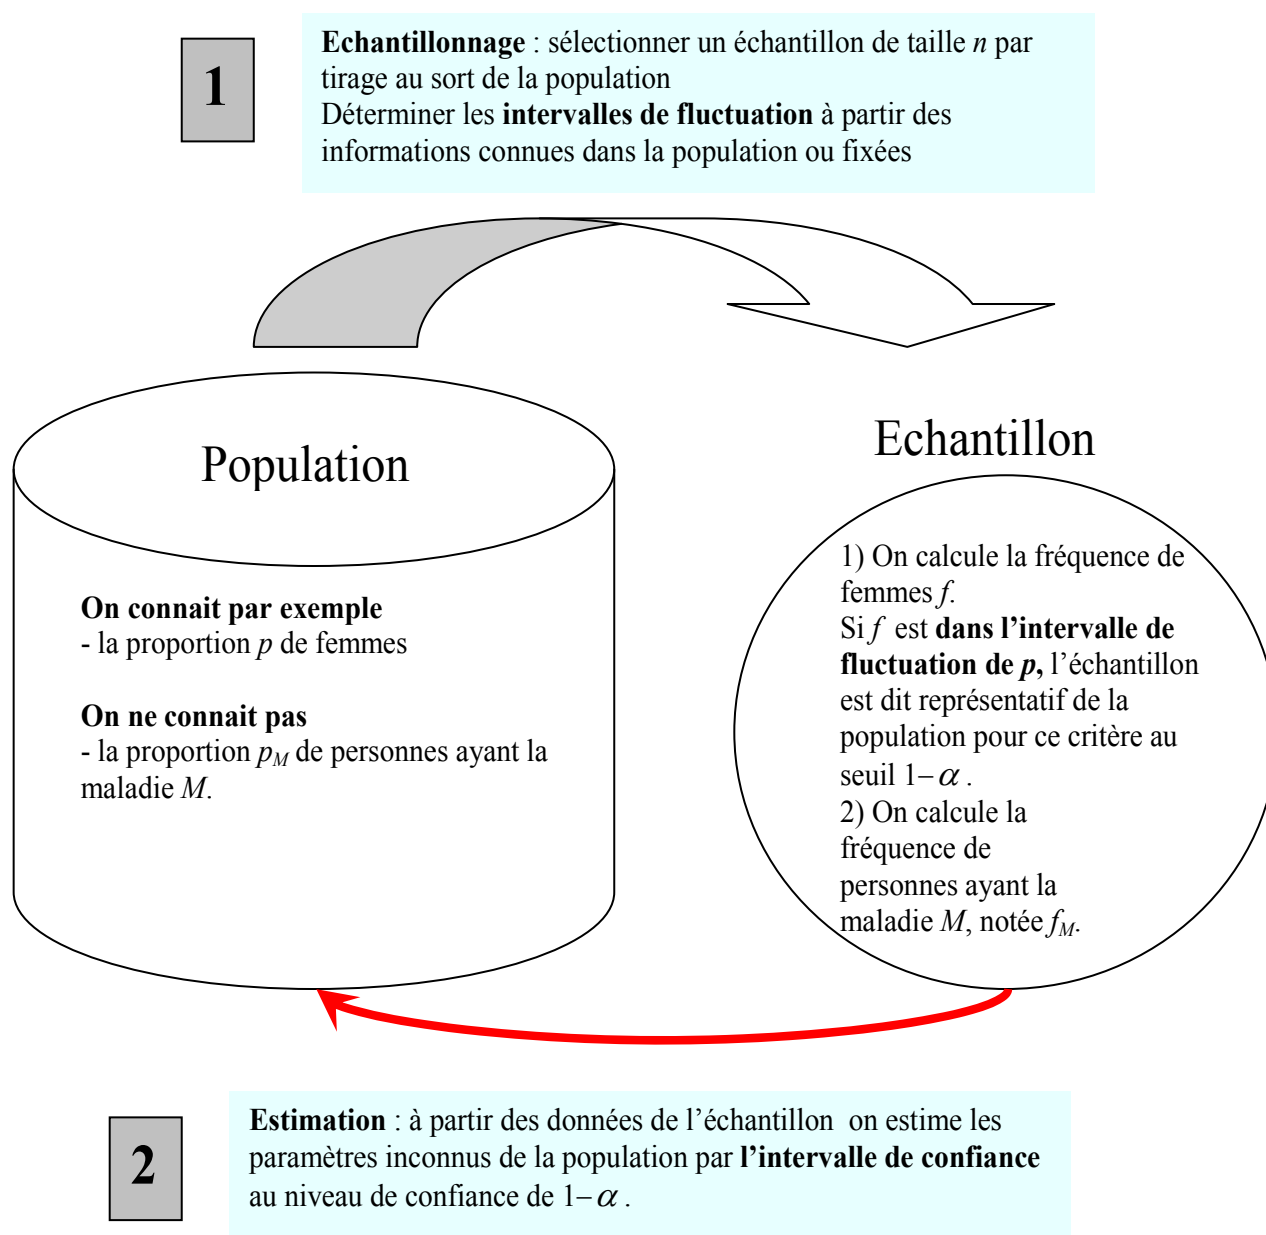 1
Echantillonnage : sélectionner un échantillon de taille n par
tirage au sort de la population
Déterminer les intervalles de fluctuation à partir des
informations connues dans la population ou fixées
Population
On connait par exemple
- la proportion p de femmes
On ne connait pas
- la proportion p_M de personnes ayant la
maladie M.
Echantillon
1) On calcule la fréquence de
femmes f.
Si f est dans l’intervalle de
fluctuation de p, l’échantillon
est dit représentatif de la
population pour ce critère au
seuil 1−α .
2) On calcule la
fréquence de
personnes ayant la
maladie M, notée f_M.
2
Estimation : à partir des données de l’échantillon on estime les
paramètres inconnus de la population par l’intervalle de confiance
au niveau de confiance de 1−α .